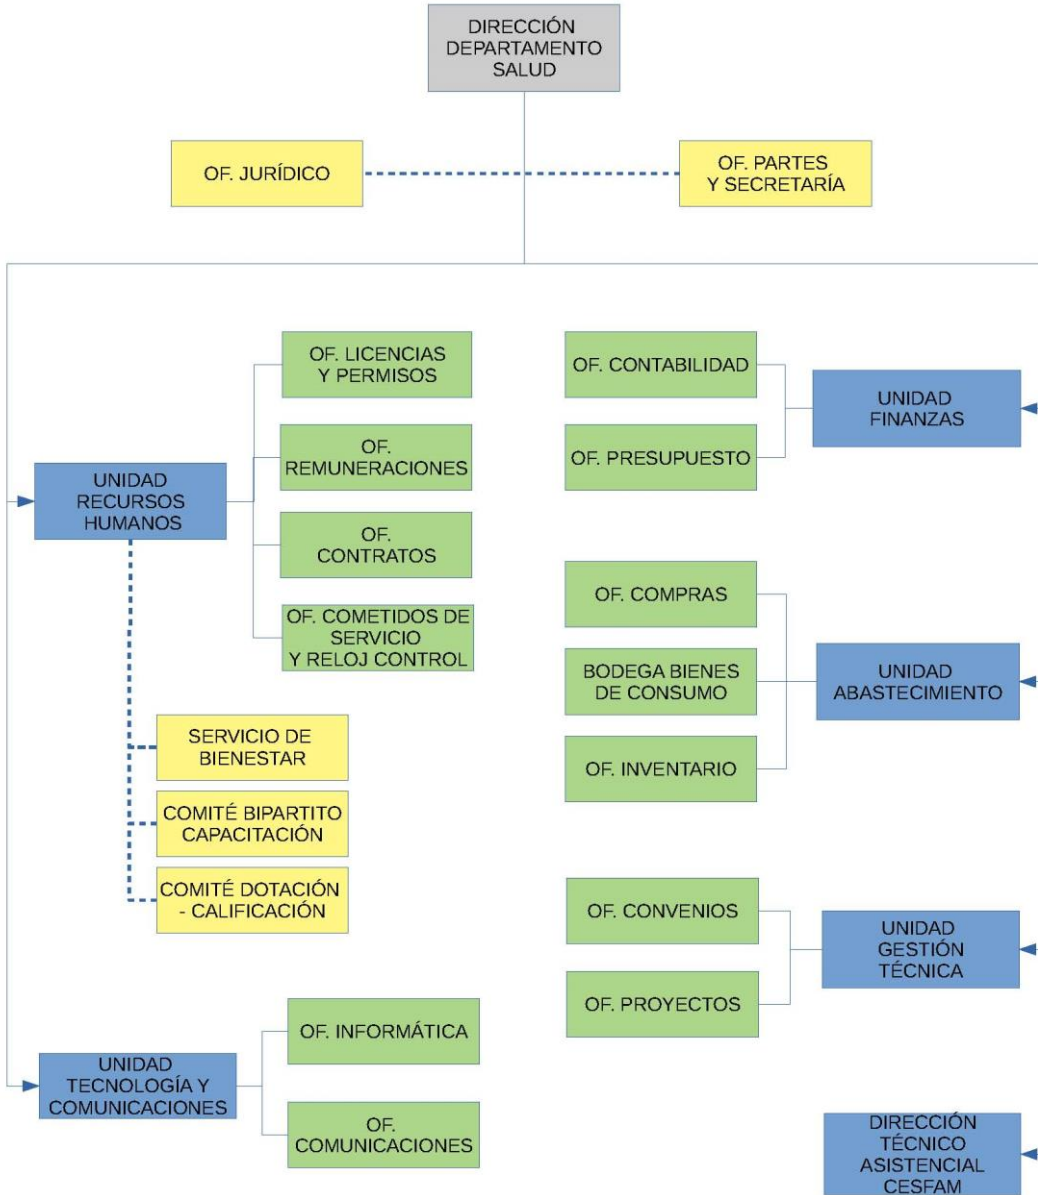 DIRECCIÓN
DEPARTAMENTO
SALUD
OF. JURÍDICO
OF. PARTES
Y SECRETARÍA
OF. LICENCIAS
Y PERMISOS
OF.
REMUNERACIONES
UNIDAD
RECURSOS
HUMANOS
OF.
CONTRATOS
OF. COMETIDOS DE
SERVICIO
Y RELOJ CONTROL
SERVICIO DE
BIENESTAR
COMITÉ BIPARTITO
CAPACITACIÓN
COMITÉ DOTACIÓN
- CALIFICACIÓN
OF. INFORMÁTICA
UNIDAD
TECNOLOGÍA Y
COMUNICACIONES
OF.
COMUNICACIONES
OF. CONTABILIDAD
UNIDAD
FINANZAS
OF. PRESUPUESTO
OF. COMPRAS
BODEGA BIENES
DE CONSUMO
UNIDAD
ABASTECIMIENTO
OF. INVENTARIO
OF. CONVENIOS
UNIDAD
GESTIÓN
TÉCNICA
OF. PROYECTOS
DIRECCIÓN
TÉCNICO
ASISTENCIAL
CESFAM